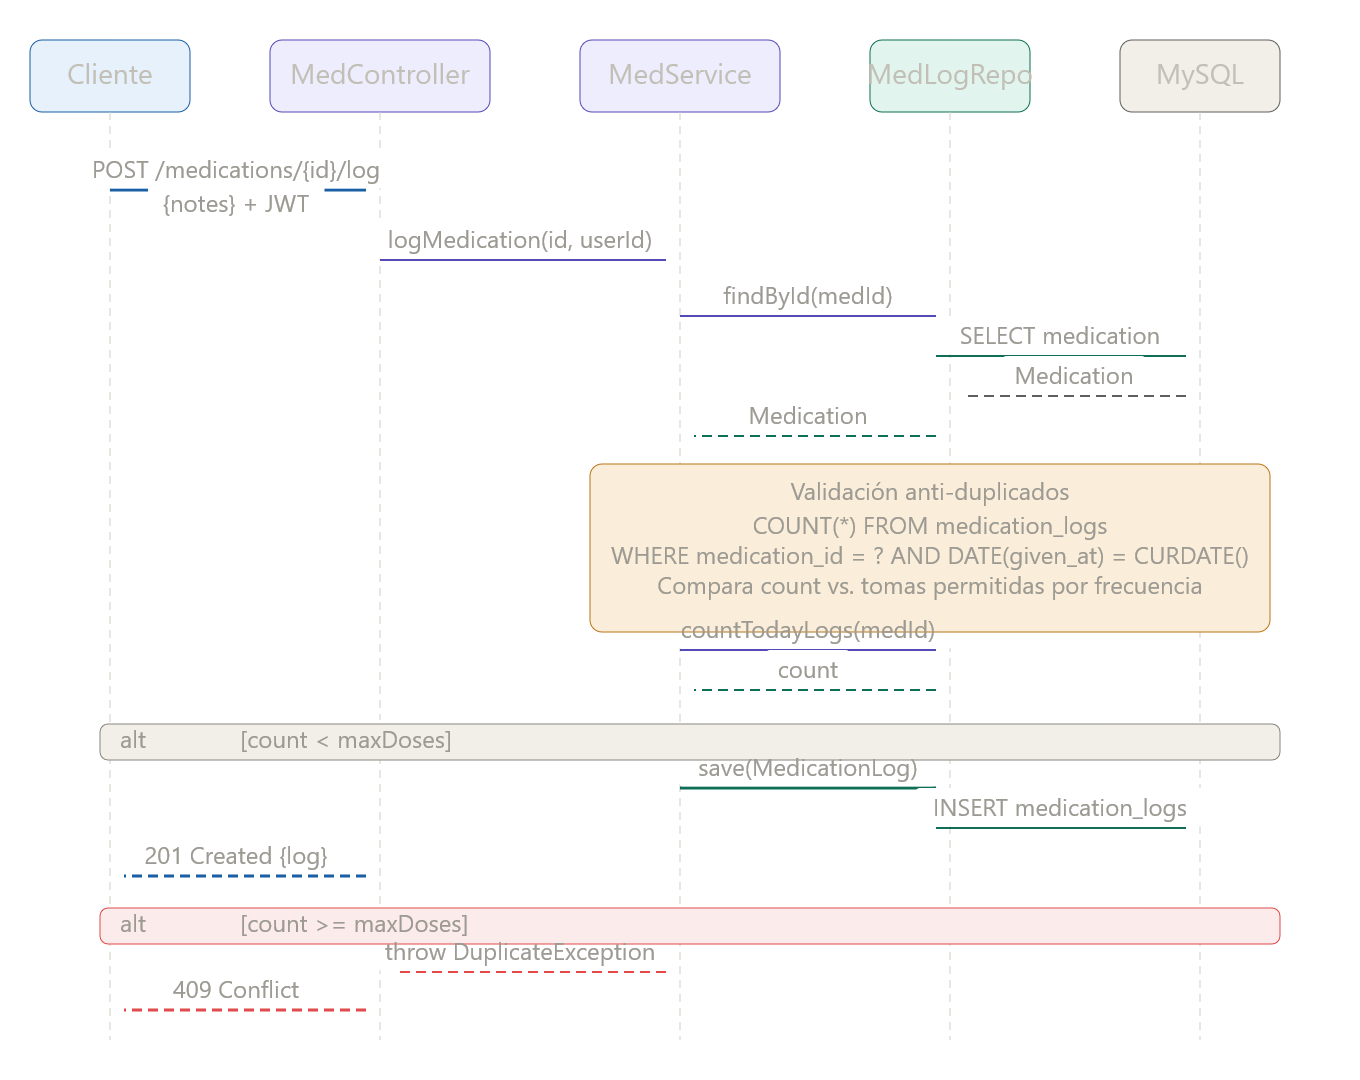 Cliente
MedController
MedService
MedLogRepo
MySQL
POST /medications/{id}/log
{notes} + JWT
logMedication(id, userId)
findById(medId)
SELECT medication
Medication
Medication
Validación anti-duplicados
COUNT(*) FROM medication_logs
WHERE medication_id = ? AND DATE(given_at) = CURDATE()
Compara count vs. tomas permitidas por frecuencia
countTodayLogs(medId)
count
alt [count < maxDoses]
save(MedicationLog)
INSERT medication_logs
201 Created {log}
alt [count >= maxDoses]
throw DuplicateException
409 Conflict